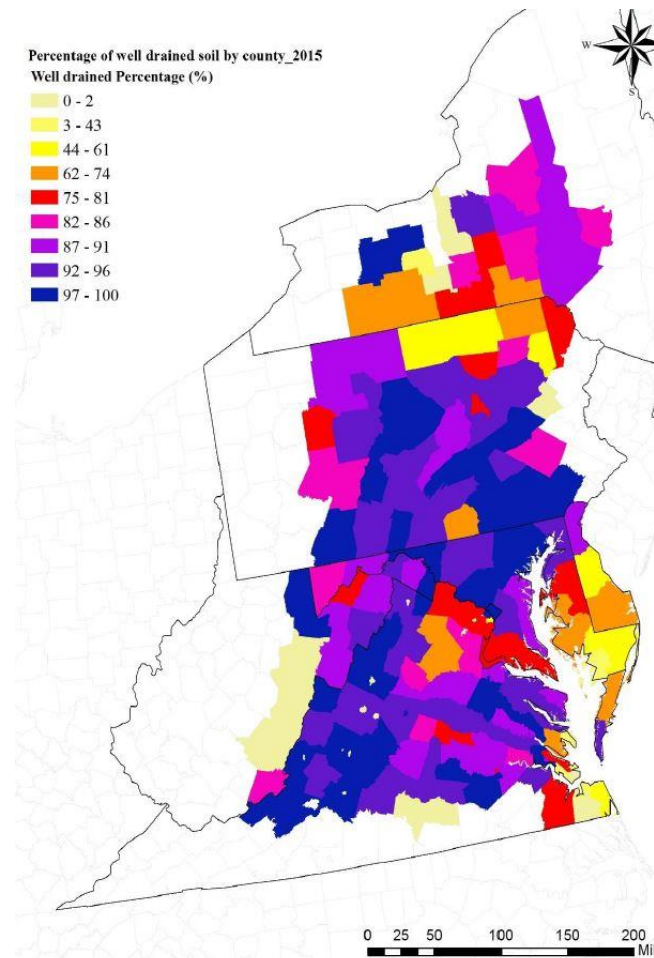 Percentage of well drained soil by county_2015
Well drained Percentage (%)
0 - 2
3 - 43
44 - 61
62 - 74
75 - 81
82 - 86
87 - 91
92 - 96
97 - 100
W
S
0 25 50 100 150 200
Mil